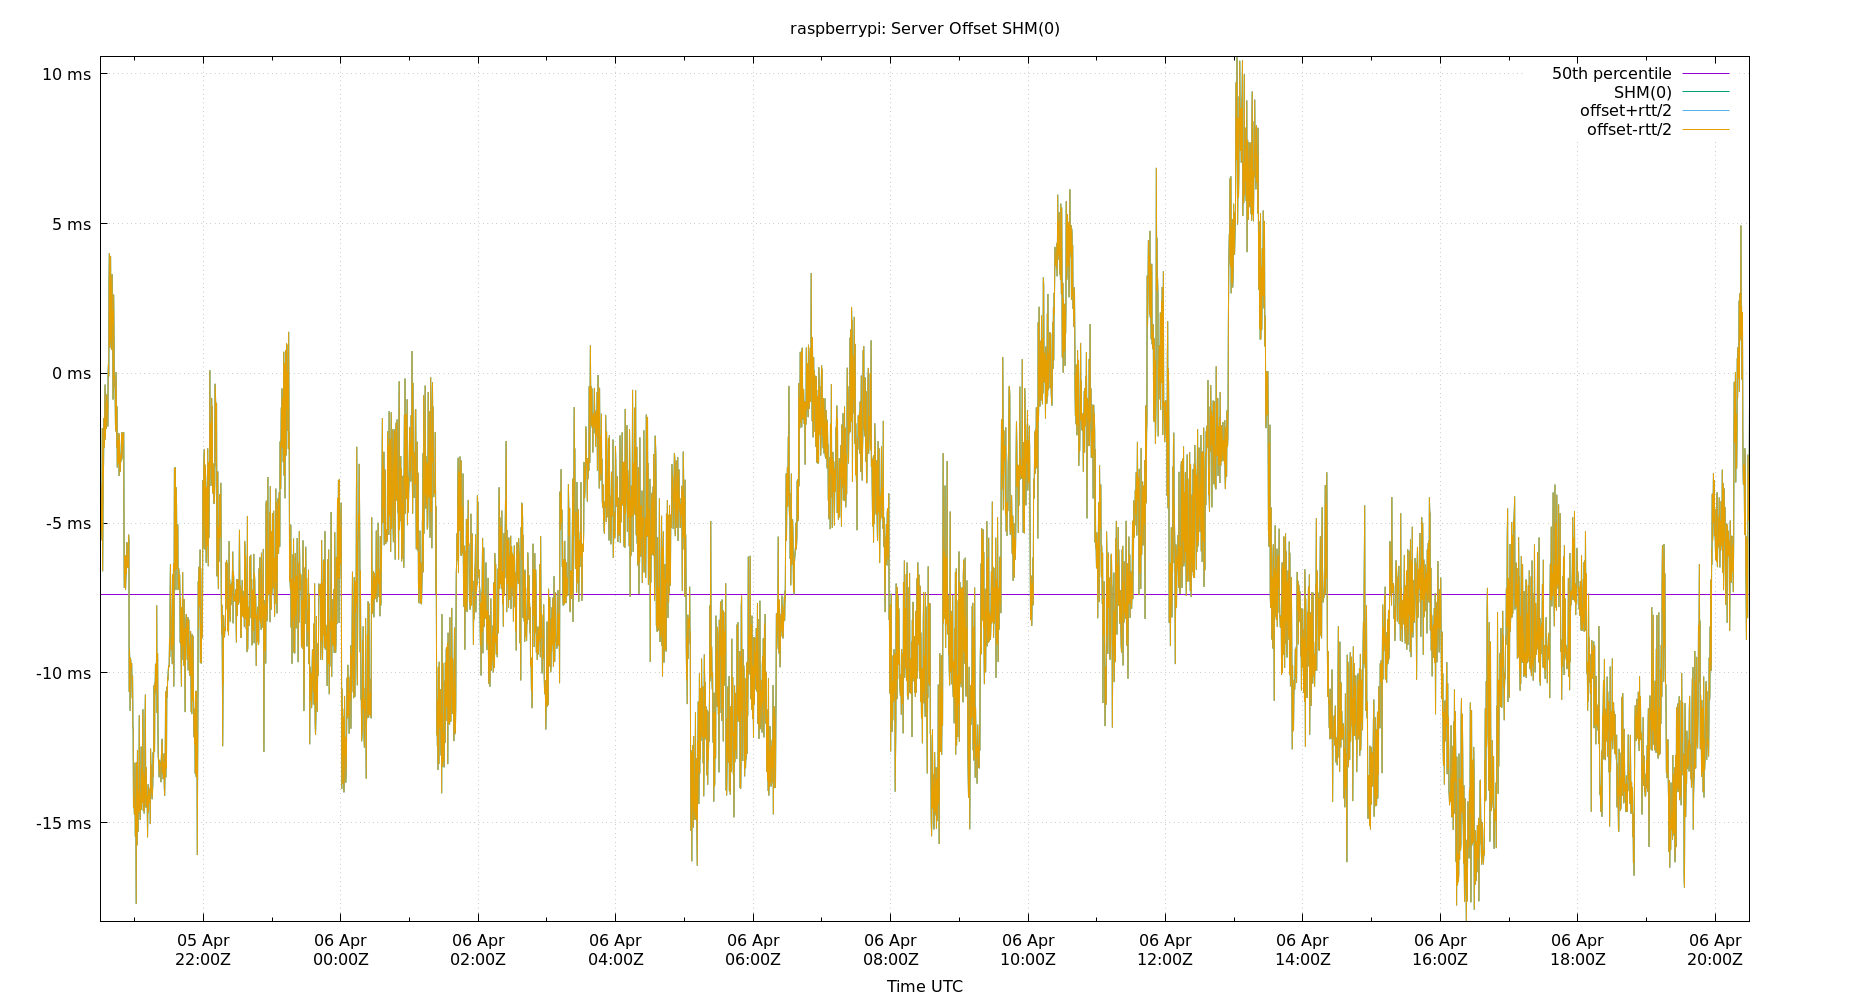 raspberrypi: Server Offset SHM(0)
10 ms
5 ms
0 ms
-5 ms
-10 ms
-15 ms
50th percentile
SHM(0)
offset+rtt/2
offset-rtt/2
05 Apr
22:00Z
06 Apr
00:00Z
06 Apr
02:00Z
06 Apr
04:00Z
06 Apr
06:00Z
06 Apr
08:00Z
06 Apr
10:00Z
06 Apr
12:00Z
06 Apr
14:00Z
06 Apr
16:00Z
06 Apr
18:00Z
06 Apr
20:00Z
Time UTC